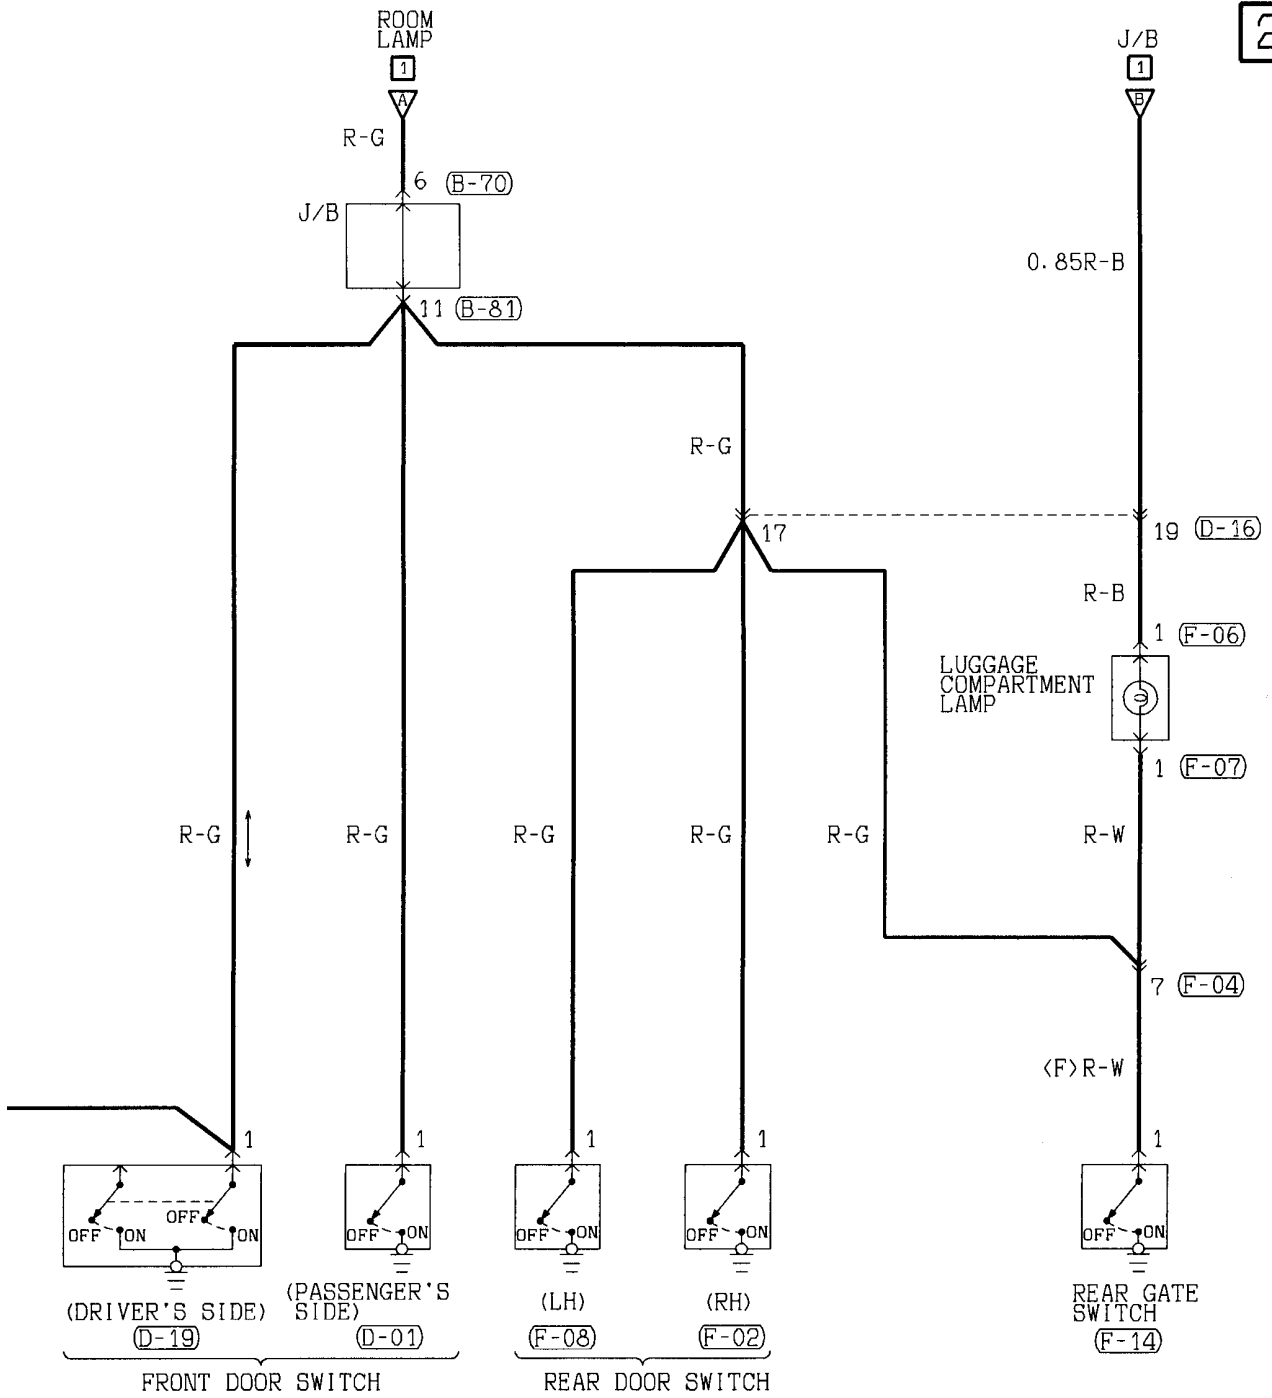 ROOM
LAMP
1
A
R-G
6 (B-70)
J/B
11 (B-81)
J/B
1
B
2
0.85R-B
R-G
17
19 (D-16)
R-B
1 (F-06)
LUGGAGE
COMPARTMENT
LAMP
1 (F-07)
R-G
R-G
R-G
R-G
R-G
R-W
7 (F-04)
<F>R-W
1
1
1
1
1
OFF ON
OFF ON
OFF ON
OFF ON
OFF ON
OFF ON
(DRIVER'S SIDE)
(D-19)
(PASSENGER'S
SIDE)
(D-01)
(LH)
(F-08)
(RH)
(F-02)
REAR GATE
SWITCH
(F-14)
FRONT DOOR SWITCH
REAR DOOR SWITCH